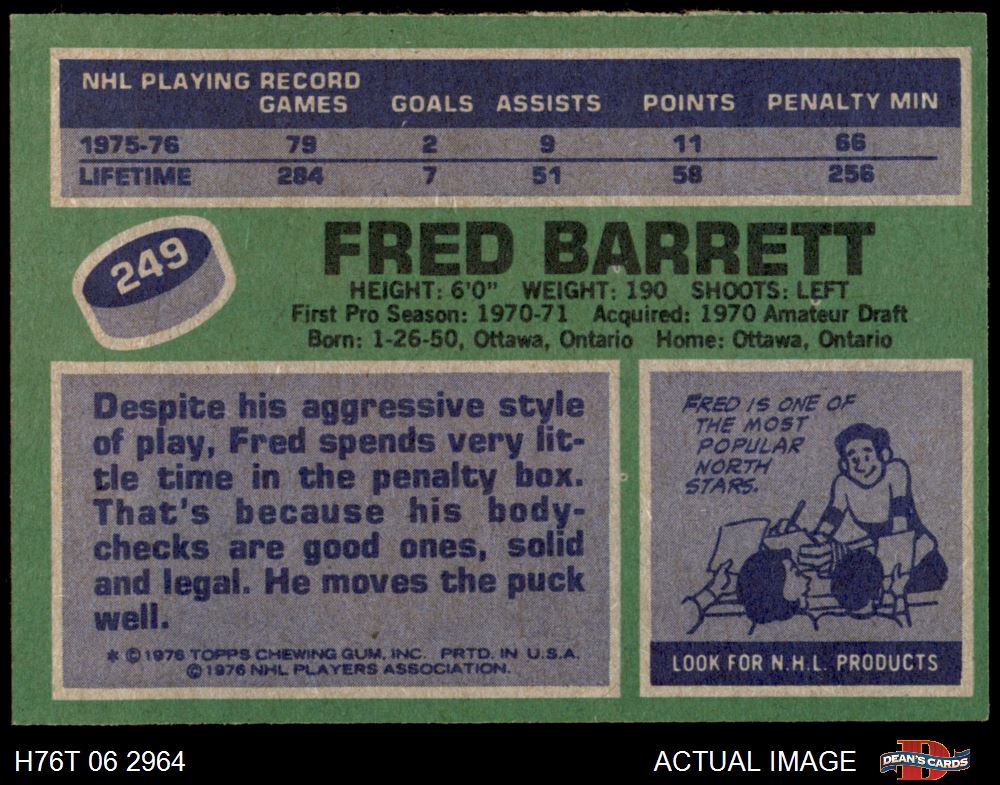 NHL PLAYING RECORD
GAMES GOALS ASSISTS POINTS PENALTY MIN
1975-76 79 2 9 11 66
LIFETIME 284 7 51 58 256
249
FRED BARRETT
HEIGHT: 6'0" WEIGHT: 190 SHOOTS: LEFT
First Pro Season: 1970-71 Acquired: 1970 Amateur Draft
Born: 1-26-50, Ottawa, Ontario Home: Ottawa, Ontario
Despite his aggressive style
of play, Fred spends very lit-
tle time in the penalty box.
That's because his body-
checks are good ones, solid
and legal. He moves the puck
well.
* © 1976 TOPPS CHEWING GUM, INC. PRTD. IN U.S.A.
© 1976 NHL PLAYERS ASSOCIATION.
FRED IS ONE OF
THE MOST
POPULAR
NORTH
STARS.
LOOK FOR N.H.L. PRODUCTS
H76T 06 2964
ACTUAL IMAGE
D
DEAN'S CARDS